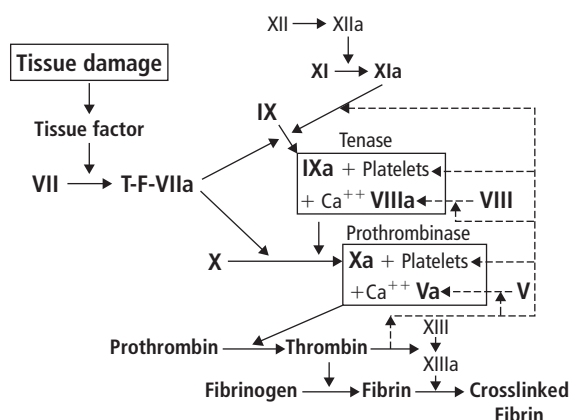 XII XIIa
Tissue damage
XI XIa
IX
Tissue factor
Tenase
IXa + Platelets
VII T-F-VIIa
+ Ca++ VIIIa VIII
Prothrombinase
X Xa + Platelets
+Ca++ Va V
XIII
Prothrombin Thrombin
XIIIa
Fibrinogen Fibrin Crosslinked
Fibrin